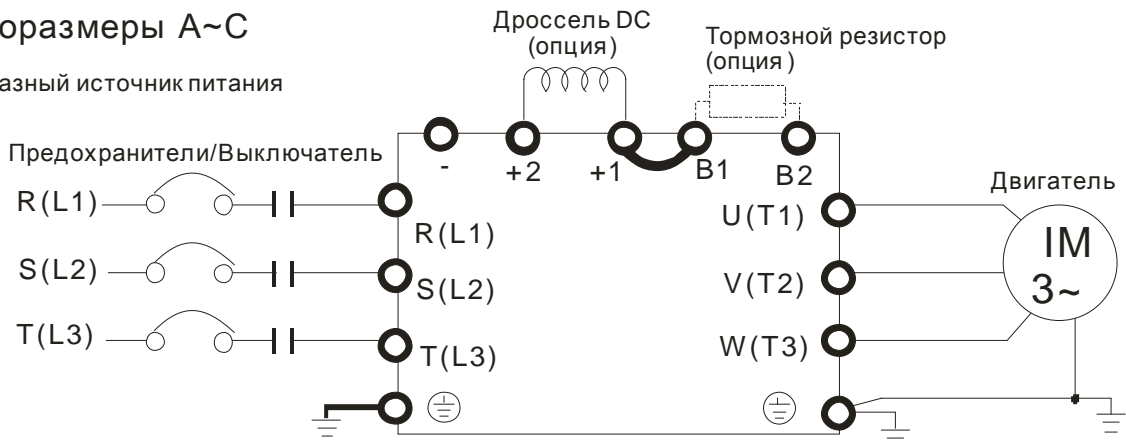 оразмеры A~C
азный источник питания
Дроссель DC
(опция)
Тормозной резистор
(опция)
Предохранители/Выключатель
-
+2
+1
B1
B2
Двигатель
R(L1)
R(L1)
U(T1)
IM
3~
S(L2)
S(L2)
V(T2)
T(L3)
T(L3)
W(T3)